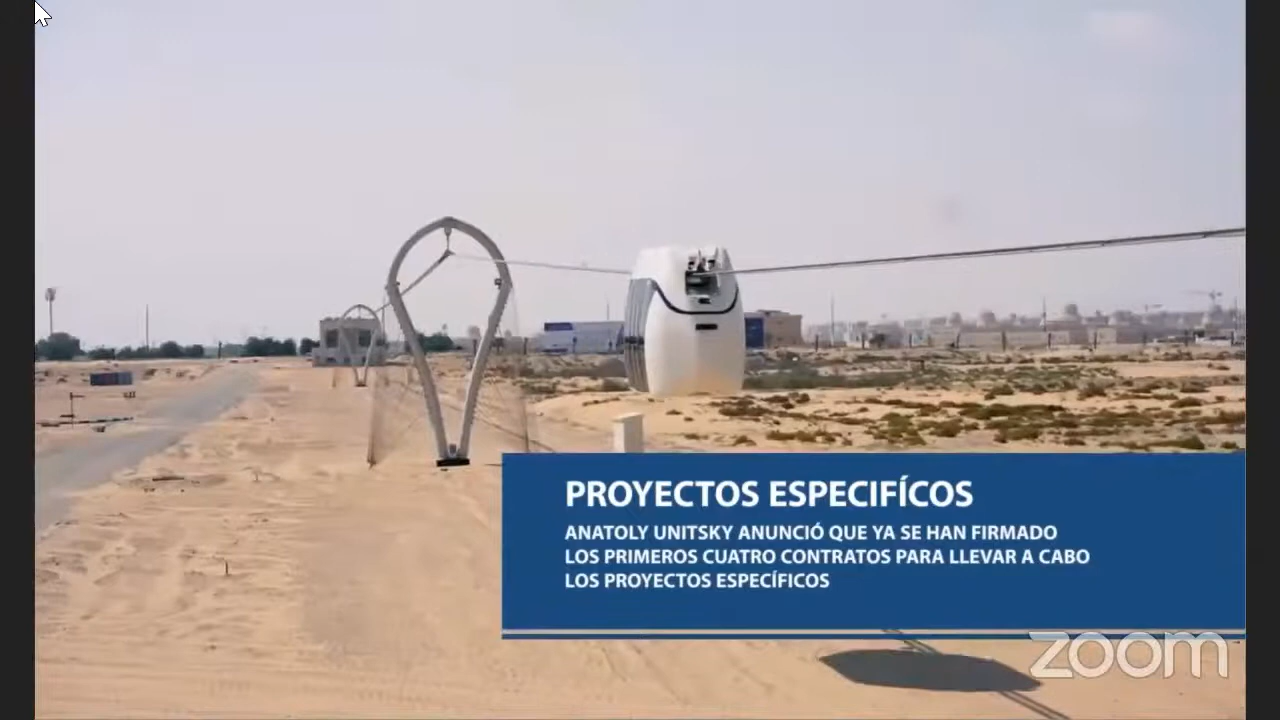 PROYECTOS ESPECIFÍCOS
ANATOLY UNITSKY ANUNCIÓ QUE YA SE HAN FIRMADO
LOS PRIMEROS CUATRO CONTRATOS PARA LLEVAR A CABO
LOS PROYECTOS ESPECÍFICOS
zoom